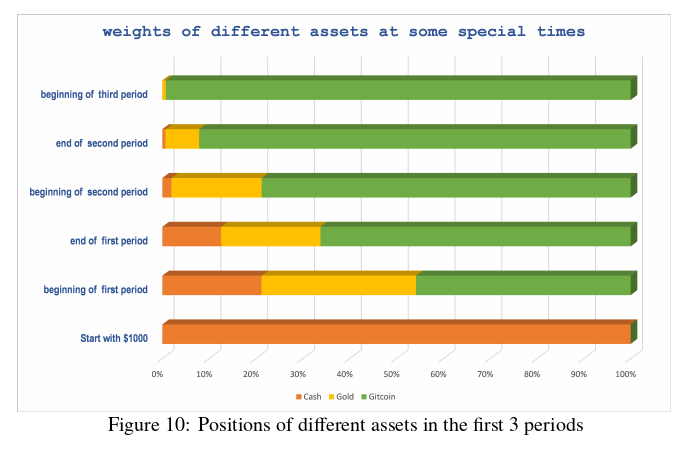 weights of different assets at some special times
beginning of third period
end of second period
beginning of second period
end of first period
beginning of first period
Start with $1000
0% 10% 20% 30% 40% 50% 60% 70% 80% 90% 100%
Cash Gold Gitcoin
Figure 10: Positions of different assets in the first 3 periods